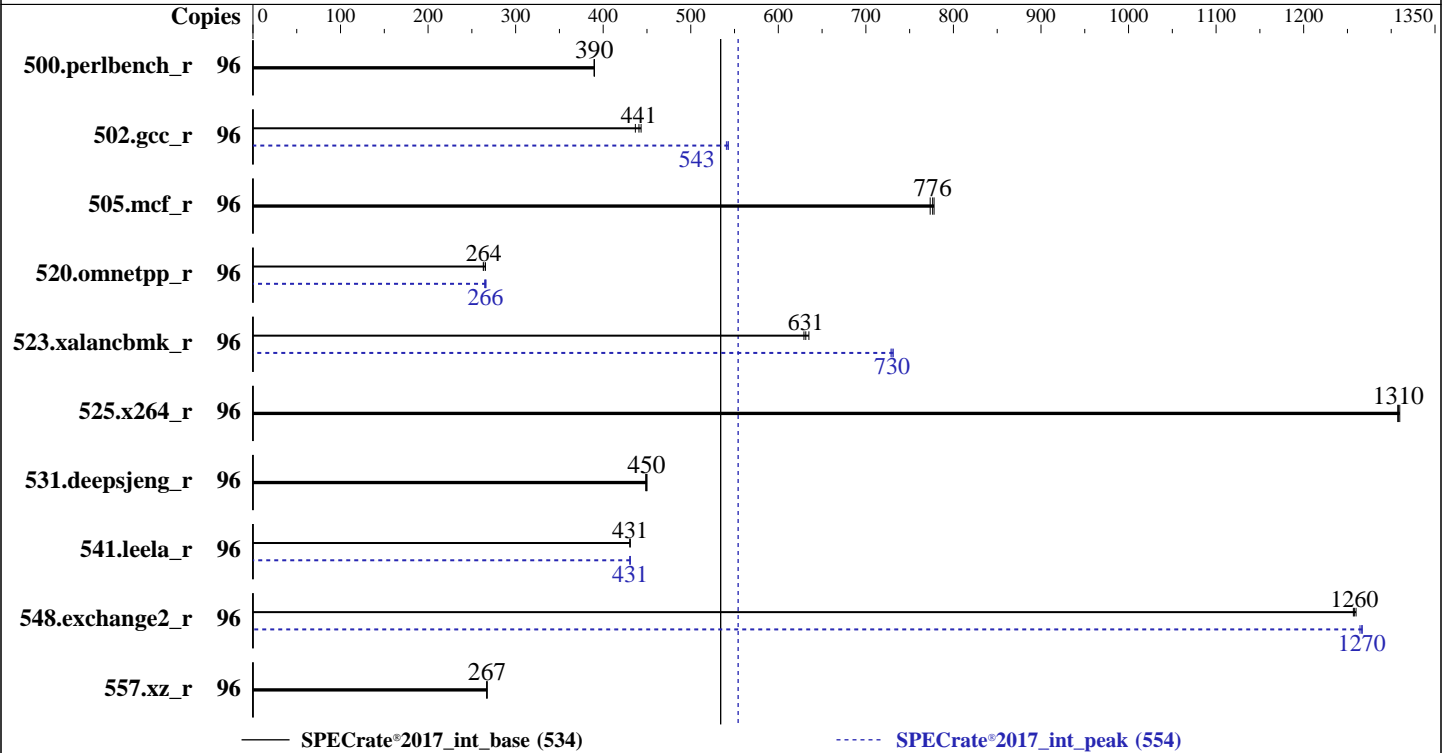 Copies 0 100 200 300 400 500 600 700 800 900 1000 1100 1200 1350
500.perlbench_r 96 390
502.gcc_r 96 441
543
505.mcf_r 96 776
520.omnetpp_r 96 264
266
523.xalancbmk_r 96 631
730
525.x264_r 96 1310
531.deepsjeng_r 96 450
541.leela_r 96 431
431
548.exchange2_r 96 1260
1270
557.xz_r 96 267
SPECrate®2017_int_base (534) SPECrate®2017_int_peak (554)